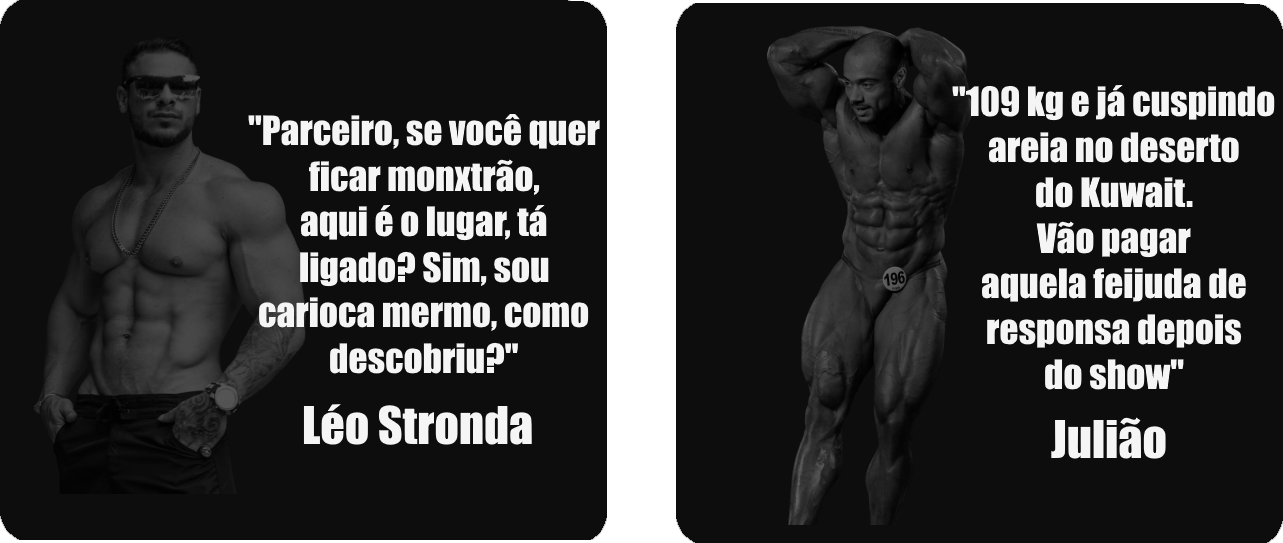 "Parceiro, se você quer
ficar monxtrão,
aqui é o lugar, tá
ligado? Sim, sou
carioca mermo, como
descobriu?"
Léo Stronda
"109 kg e já cuspindo
areia no deserto
do Kuwait.
Vão pagar
aquela feijuda de
responsa depois
do show"
Julião
196